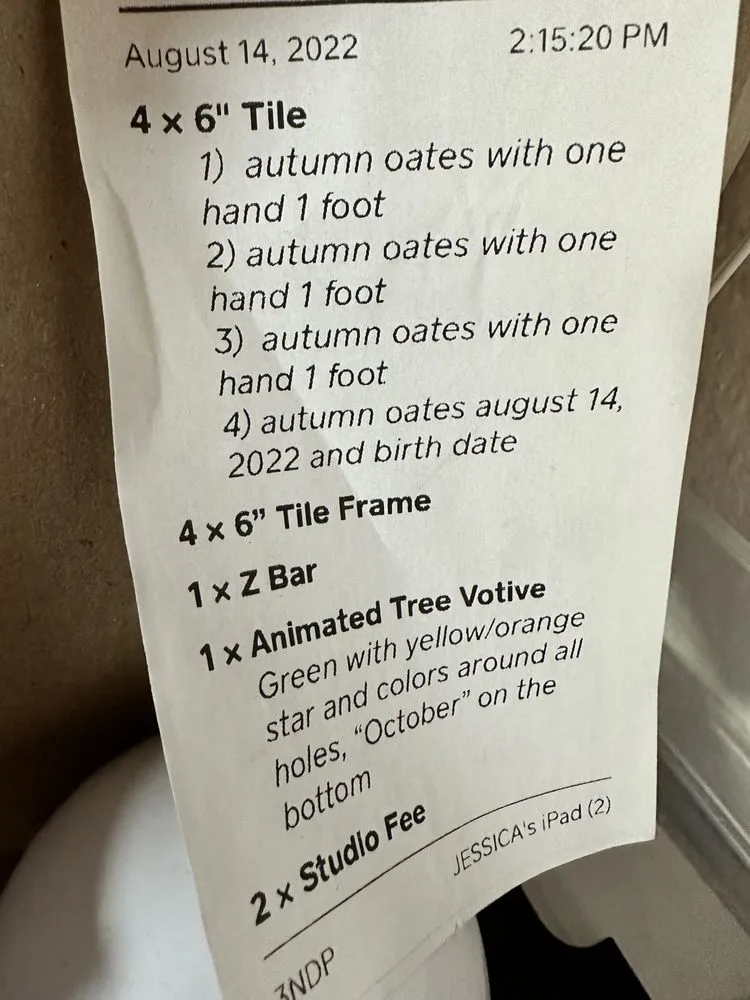 August 14, 2022 2:15:20 PM
4 x 6" Tile
1) autumn oates with one
hand 1 foot
2) autumn oates with one
hand 1 foot
3) autumn oates with one
hand 1 foot
4) autumn oates august 14,
2022 and birth date
4 x 6” Tile Frame
1 x Z Bar
1 x Animated Tree Votive
Green with yellow/orange
star and colors around all
holes, “October” on the
bottom
2 x Studio Fee
JESSICA's iPad (2)
3NDP